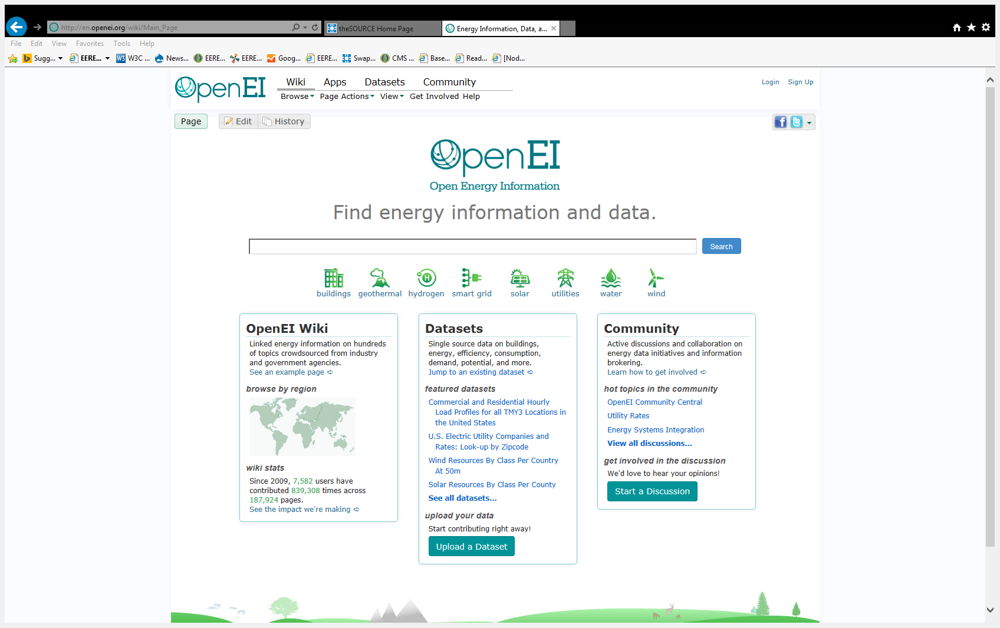 http://en.openei.org/wiki/Main_Page
theSOURCE Home Page
Energy Information, Data, a...
File Edit View Favorites Tools Help
Sugg... EERE... W3C ... News... EERE... EERE... Goog... EERE... Swap... CMS ... Base... Read... [Nod...
OpenEI
Wiki Apps Datasets Community
Login Sign Up
Browse Page Actions View Get Involved Help
Page Edit History
OpenEI
Open Energy Information
Find energy information and data.
Search
buildings geothermal hydrogen smart grid solar utilities water wind
OpenEI Wiki
Linked energy information on hundreds
of topics crowdsourced from industry
and government agencies.
See an example page
browse by region
wiki stats
Since 2009, 7,582 users have
contributed 839,308 times across
187,924 pages.
See the impact we're making
Datasets
Single source data on buildings,
energy, efficiency, consumption,
demand, potential, and more.
Jump to an existing dataset
featured datasets
Commercial and Residential Hourly
Load Profiles for all TMY3 Locations in
the United States
U.S. Electric Utility Companies and
Rates: Look-up by Zipcode
Wind Resources By Class Per Country
At 50m
Solar Resources By Class Per County
See all datasets...
upload your data
Start contributing right away!
Upload a Dataset
Community
Active discussions and collaboration on
energy data initiatives and information
brokering.
Learn how to get involved
hot topics in the community
OpenEI Community Central
Utility Rates
Energy Systems Integration
View all discussions...
get involved in the discussion
We'd love to hear your opinions!
Start a Discussion